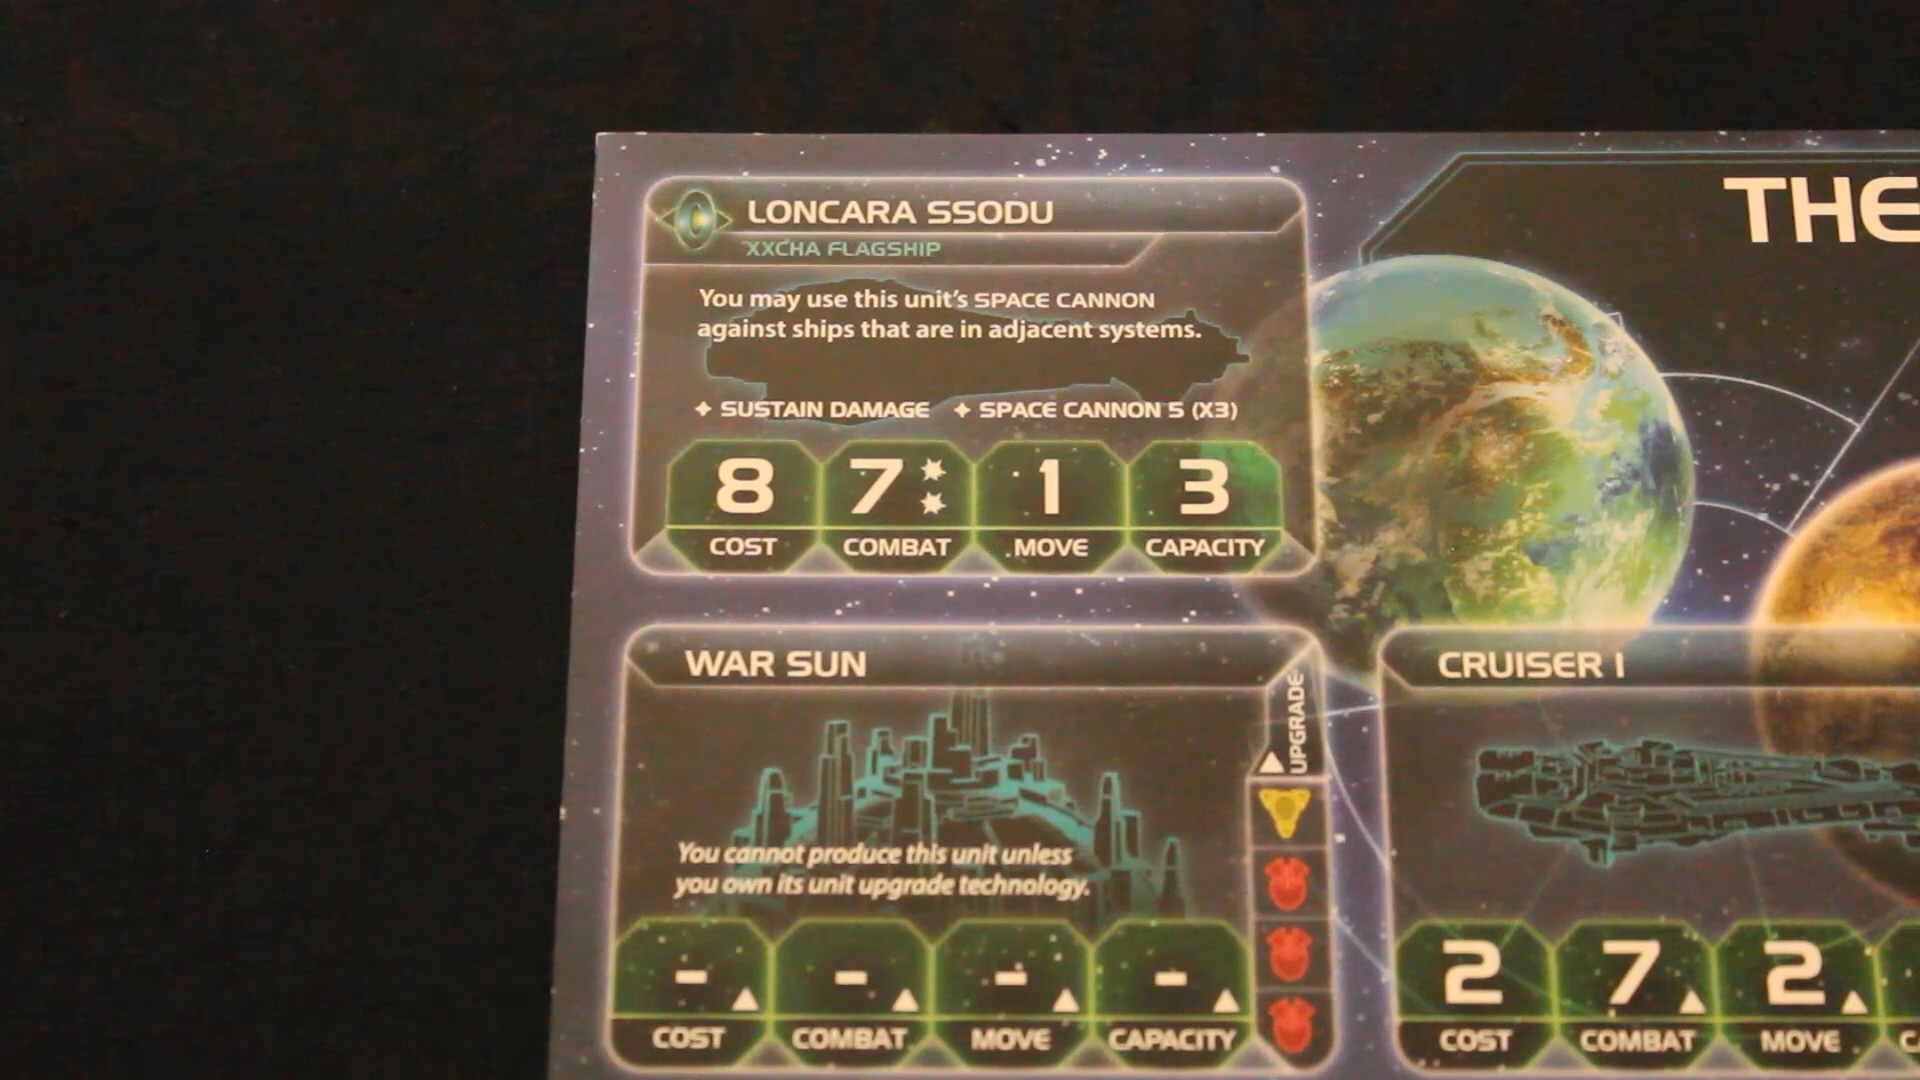 LONCARA SSODU
XXCHA FLAGSHIP
THE
You may use this unit's SPACE CANNON
against ships that are in adjacent systems.
SUSTAIN DAMAGE
SPACE CANNON 5 (X3)
8
7
1
3
COST
COMBAT
MOVE
CAPACITY
WAR SUN
UPGRADE
You cannot produce this unit unless
you own its unit upgrade technology.
-
-
-
-
COST
COMBAT
MOVE
CAPACITY
CRUISER I
2
7
2
COST
COMBAT
MOVE